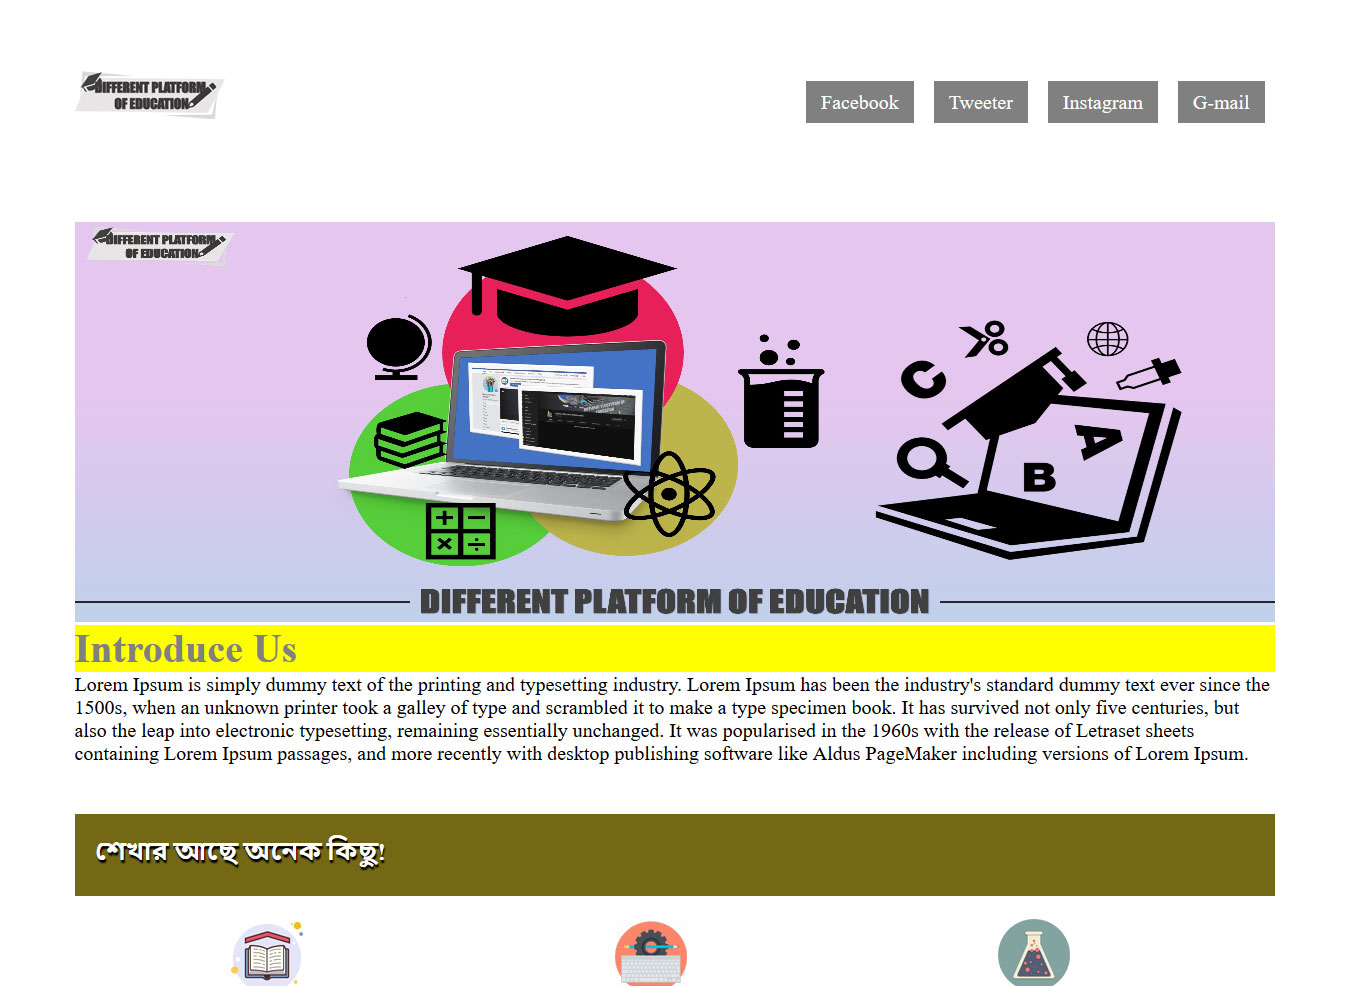 DIFFERENT PLATFORM
OF EDUCATION
Facebook
Tweeter
Instagram
G-mail
DIFFERENT PLATFORM
OF EDUCATION
C
A
B
DIFFERENT PLATFORM OF EDUCATION
Introduce Us
Lorem Ipsum is simply dummy text of the printing and typesetting industry. Lorem Ipsum has been the industry's standard dummy text ever since the
1500s, when an unknown printer took a galley of type and scrambled it to make a type specimen book. It has survived not only five centuries, but
also the leap into electronic typesetting, remaining essentially unchanged. It was popularised in the 1960s with the release of Letraset sheets
containing Lorem Ipsum passages, and more recently with desktop publishing software like Aldus PageMaker including versions of Lorem Ipsum.
শেখার আছে অনেক কিছু!